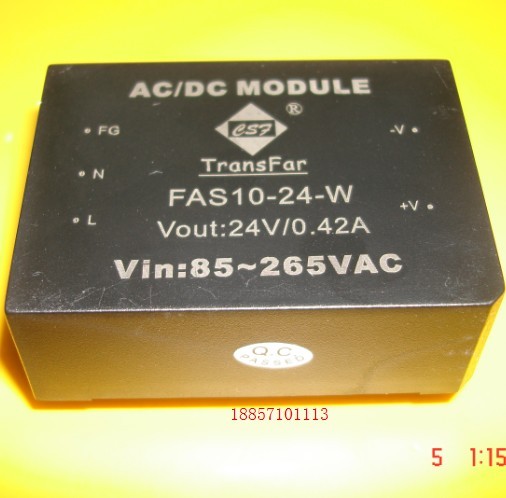 AC/DC MODULE
CSF ®
FG
-V
TransFar
N
FAS10-24-W
L
Vout:24V/0.42A
+V
Vin:85~265VAC
Q.C
PASSED
18857101113
5 1:15